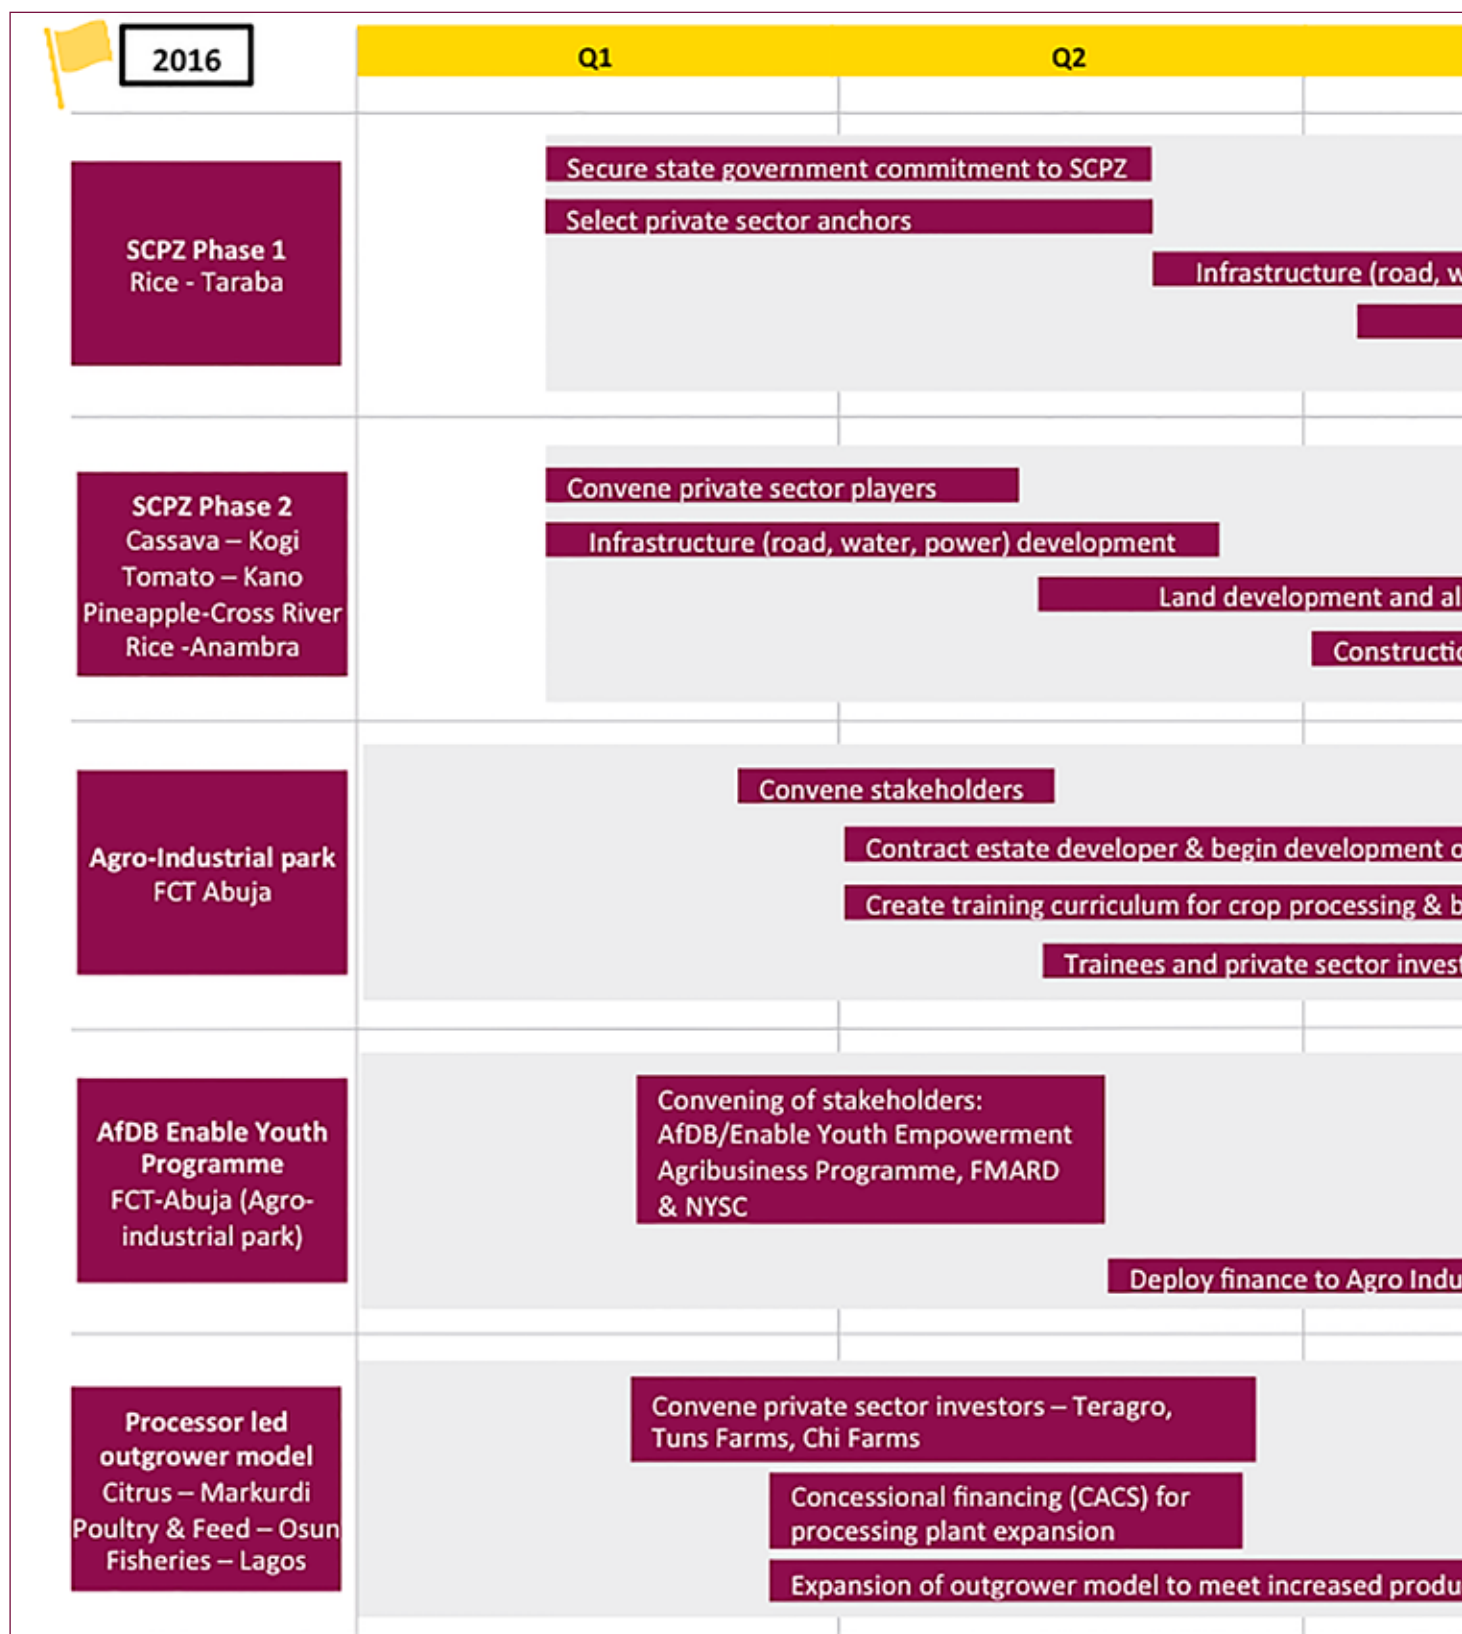 2016
Q1
Q2
SCPZ Phase 1
Rice - Taraba
Secure state government commitment to SCPZ
Select private sector anchors
Infrastructure (road,
SCPZ Phase 2
Cassava – Kogi
Tomato – Kano
Pineapple-Cross River
Rice -Anambra
Convene private sector players
Infrastructure (road, water, power) development
Land development and
Agro-Industrial park
FCT Abuja
Convene stakeholders
Contract estate developer & begin development
Create training curriculum for crop processing &
Trainees and private sector
AfDB Enable Youth
Programme
FCT-Abuja (Agro-
industrial park)
Convening of stakeholders:
AfDB/Enable Youth Empowerment
Agribusiness Programme, FMARD
& NYSC
Deploy finance to Agro
Processor led
outgrower model
Citrus – Markurdi
Poultry & Feed – Osun
Fisheries – Lagos
Convene private sector investors – Teragro,
Tuns Farms, Chi Farms
Concessional financing (CACS) for
processing plant expansion
Expansion of outgrower model to meet increased